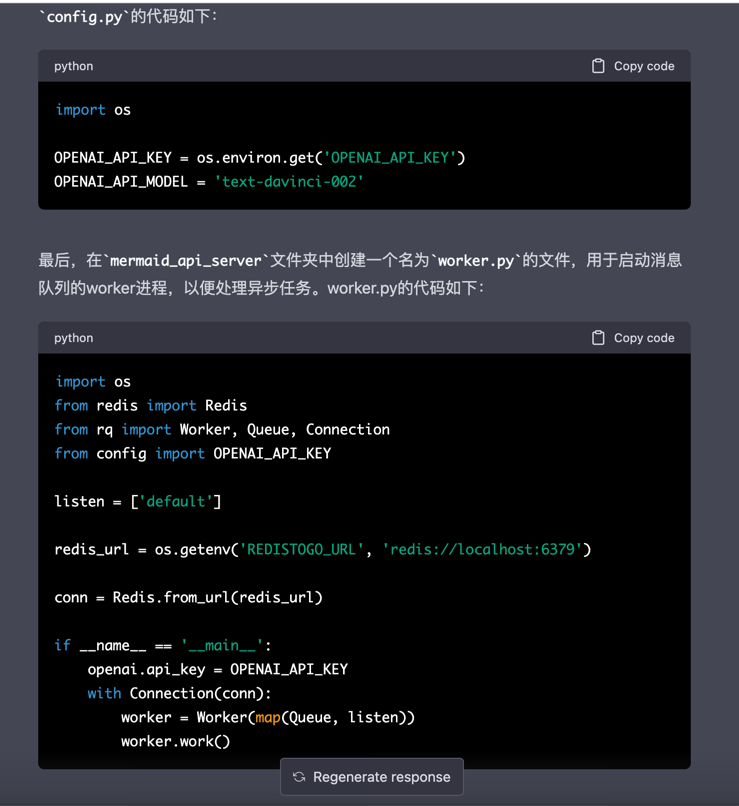 `config.py`的代码如下：
python
Copy code
import os
OPENAI_API_KEY = os.environ.get('OPENAI_API_KEY')
OPENAI_API_MODEL = 'text-davinci-002'
最后，在`mermaid_api_server`文件夹中创建一个名为`worker.py`的文件，用于启动消息
队列的worker进程，以便处理异步任务。worker.py的代码如下：
python
Copy code
import os
from redis import Redis
from rq import Worker, Queue, Connection
from config import OPENAI_API_KEY
listen = ['default']
redis_url = os.getenv('REDISTOGO_URL', 'redis://localhost:6379')
conn = Redis.from_url(redis_url)
if __name__ == '__main__':
    openai.api_key = OPENAI_API_KEY
    with Connection(conn):
        worker = Worker(map(Queue, listen))
        worker.work()
Regenerate response